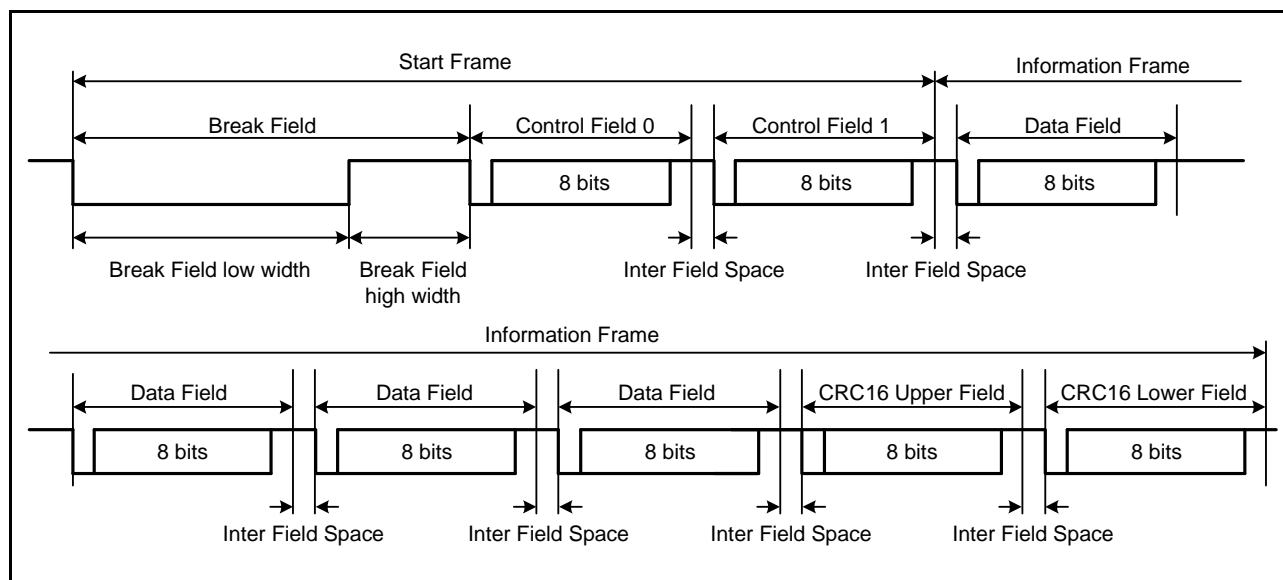 Start Frame
Information Frame
Break Field
Control Field 0
Control Field 1
Data Field
8 bits
8 bits
8 bits
Break Field low width
Break Field
high width
Inter Field Space
Inter Field Space
Information Frame
Data Field
Data Field
Data Field
CRC16 Upper Field
CRC16 Lower Field
8 bits
8 bits
8 bits
8 bits
8 bits
Inter Field Space
Inter Field Space
Inter Field Space
Inter Field Space